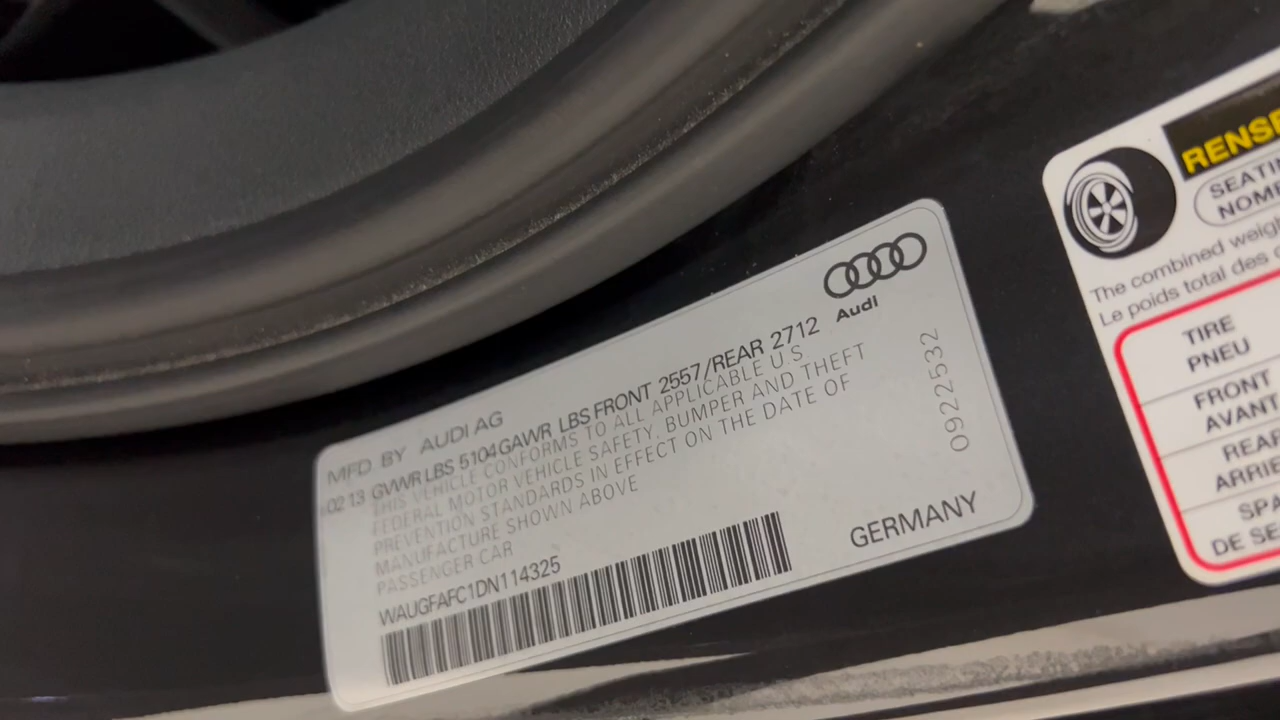 Audi
MFD BY AUDI AG
02 13 GVWR LBS 5104 GAWR LBS FRONT 2557/REAR 2712
THIS VEHICLE CONFORMS TO ALL APPLICABLE U.S
FEDERAL MOTOR VEHICLE SAFETY, BUMPER AND THEFT
PREVENTION STANDARDS IN EFFECT ON THE DATE OF
MANUFACTURE SHOWN ABOVE
PASSENGER CAR
WAUGFAFC1DN114325
GERMANY
0922532
RENSE
SEATI
NOM
The combined weigh
Le poids total des
TIRE
PNEU
FRONT
AVANT
REAR
ARRIE
SPA
DE SE